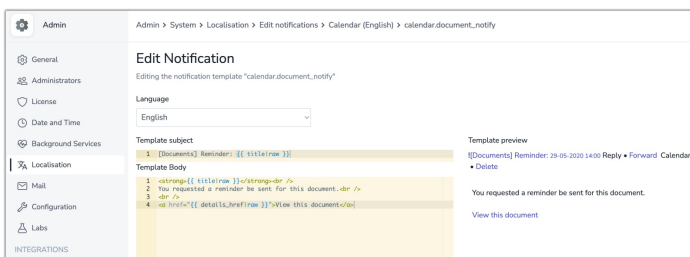 Admin
Admin > System > Localisation > Edit notifications > Calendar (English) > calendar.document_notify
General
Administrators
License
Date and Time
Background Services
Localisation
Mail
Configuration
Labs
INTEGRATIONS
Edit Notification
Editing the notification template "calendar.document_notify"
Language
English
Template subject
1 [Documents] Reminder: {{ title|raw }}
Template Body
1 <strong>{{ title|raw }}</strong><br />
2 You requested a reminder be sent for this document.<br />
3 <br />
4 <a href="{{ details_href|raw }}">View this document</a>
Template preview
![Documents] Reminder: 29-05-2020 14:00 Reply • Forward Calendar
• Delete
You requested a reminder be sent for this document.
View this document